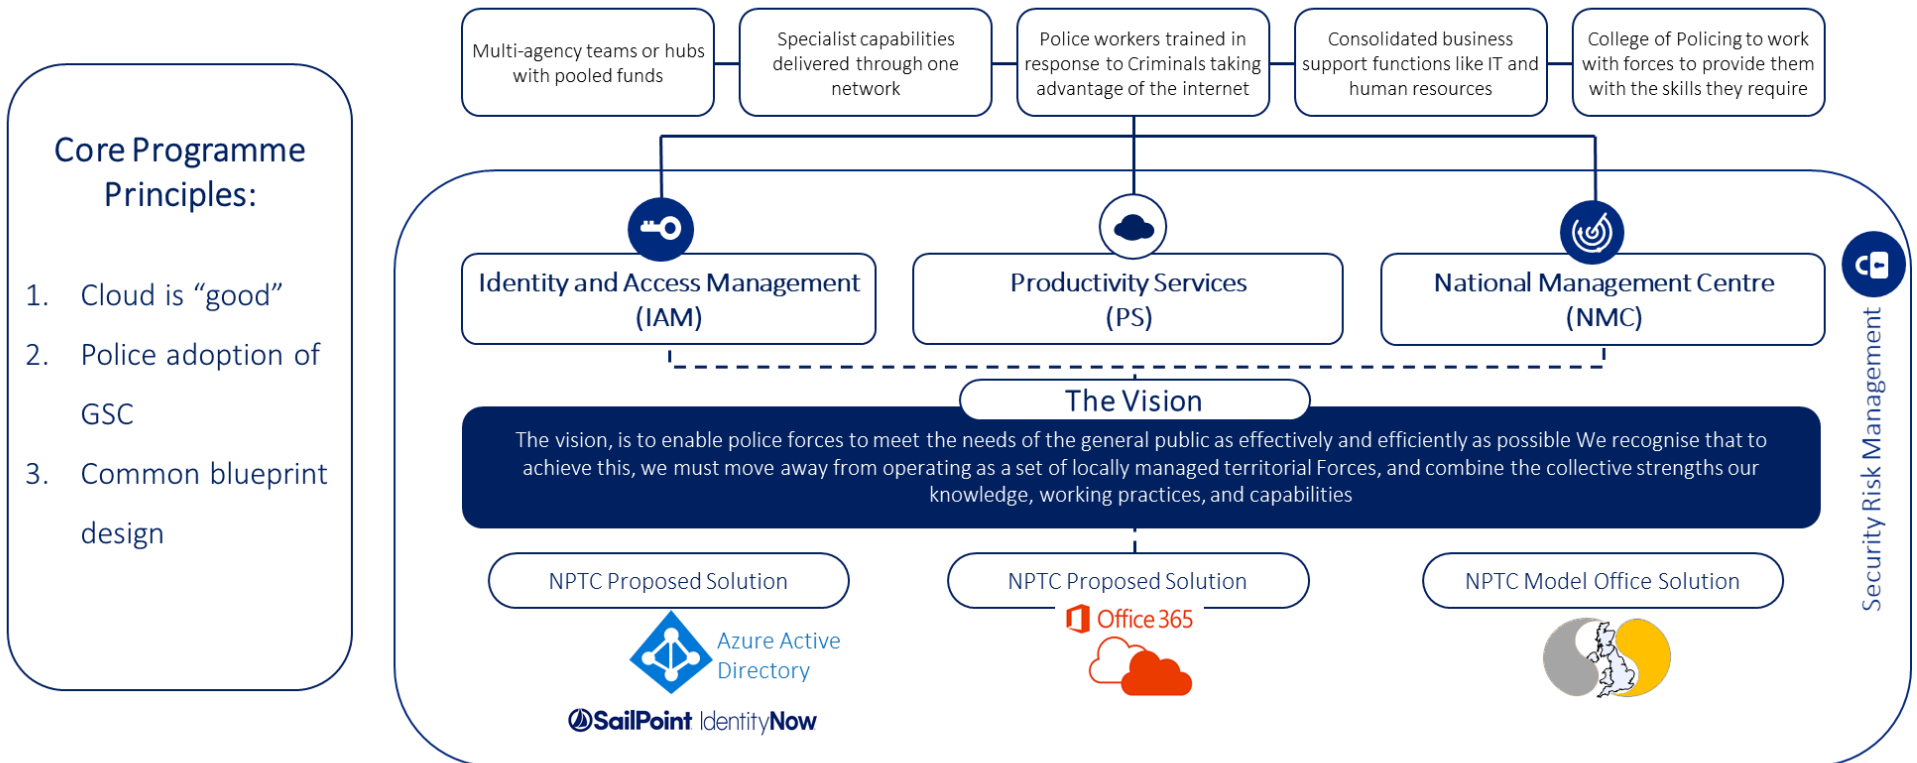 Core Programme
Principles:
1. Cloud is “good”
2. Police adoption of
GSC
3. Common blueprint
design
Multi-agency teams or hubs
with pooled funds
Specialist capabilities
delivered through one
network
Police workers trained in
response to Criminals taking
advantage of the internet
Consolidated business
support functions like IT and
human resources
College of Policing to work
with forces to provide them
with the skills they require
Identity and Access Management
(IAM)
Productivity Services
(PS)
National Management Centre
(NMC)
The Vision
The vision, is to enable police forces to meet the needs of the general public as effectively and efficiently as possible We recognise that to
achieve this, we must move away from operating as a set of locally managed territorial Forces, and combine the collective strengths our
knowledge, working practices, and capabilities
NPTC Proposed Solution
Azure Active
Directory
SailPoint IdentityNow
NPTC Proposed Solution
Office 365
NPTC Model Office Solution
Security Risk Management